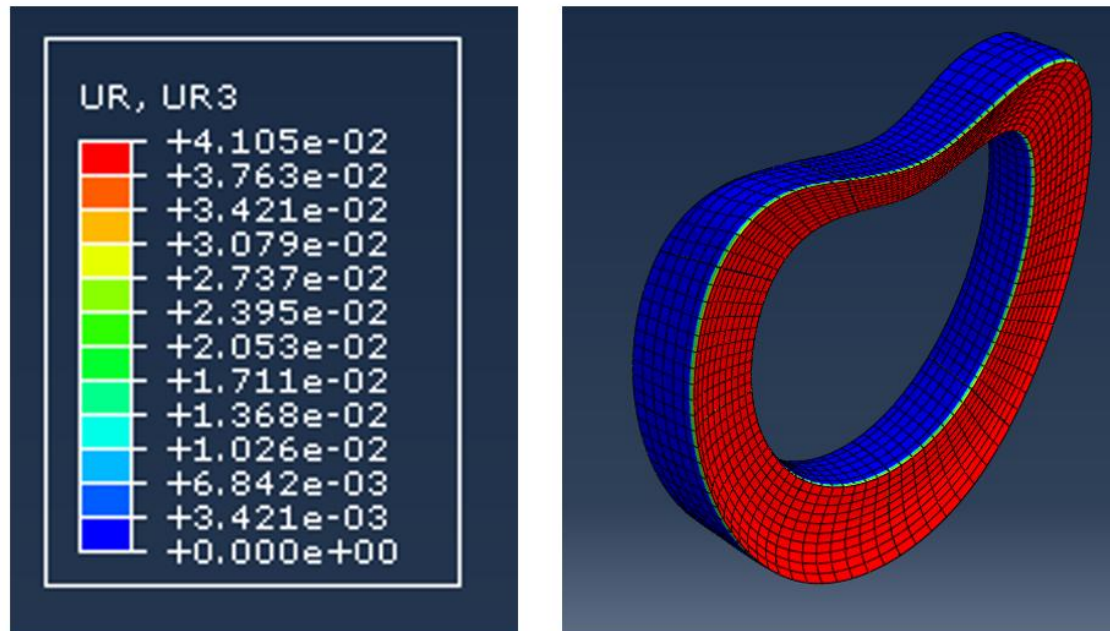 UR, UR3
+4.105e-02
+3.763e-02
+3.421e-02
+3.079e-02
+2.737e-02
+2.395e-02
+2.053e-02
+1.711e-02
+1.368e-02
+1.026e-02
+6.842e-03
+3.421e-03
+0.000e+00